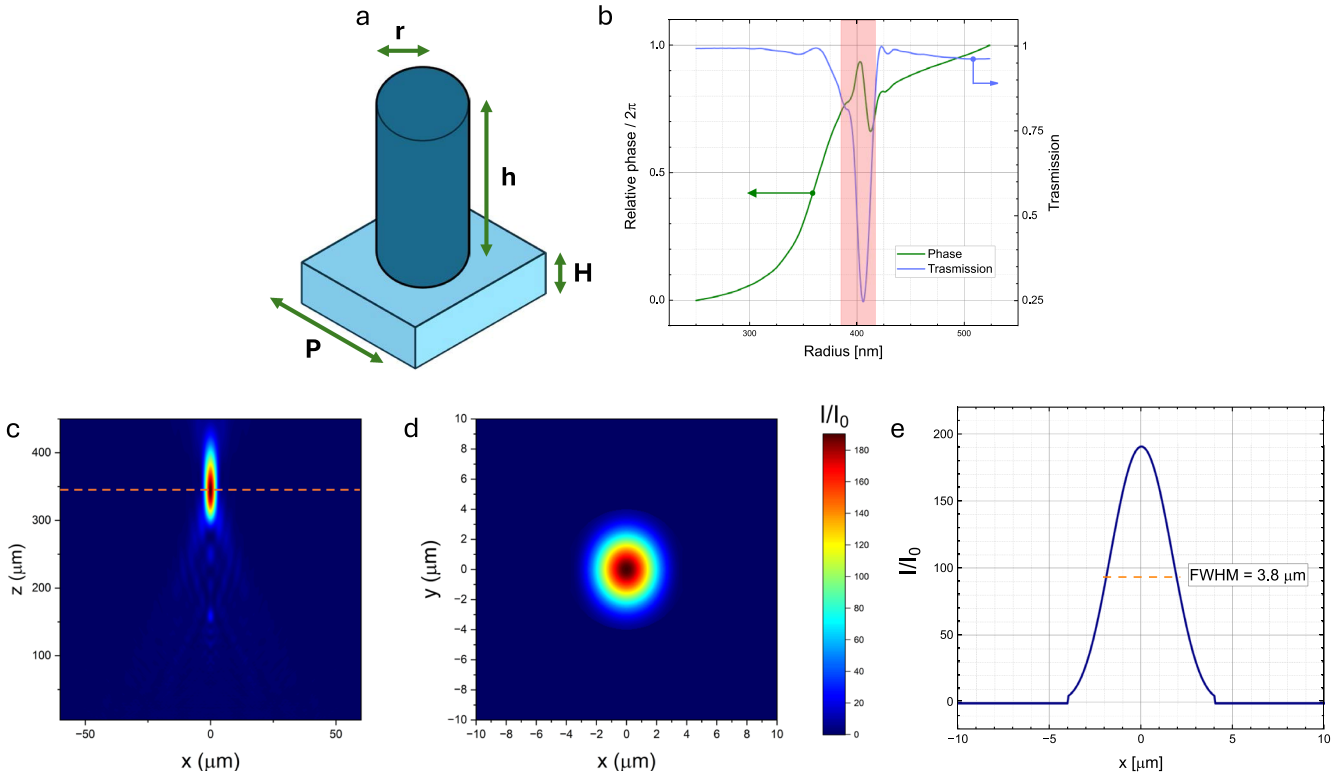 a
r
h
H
P
b
Relative phase / 2π
1.0
0.5
0.0
300
400
500
Radius [nm]
1
0.75
0.5
0.25
Trasmission
Phase
Trasmission
c
z (μm)
400
300
200
100
-50
0
50
x (μm)
d
y (μm)
10
8
6
4
2
0
-2
-4
-6
-8
-10
-10
-8
-6
-4
-2
0
2
4
6
8
10
x (μm)
I/I0
180
160
140
120
100
80
60
40
20
0
e
I/I0
200
150
100
50
0
-10
-5
0
5
10
x [μm]
FWHM = 3.8 μm